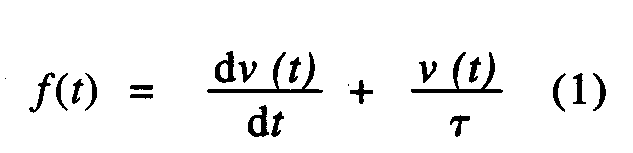 f(t) = dv (t)/dt + v (t)/τ (1)